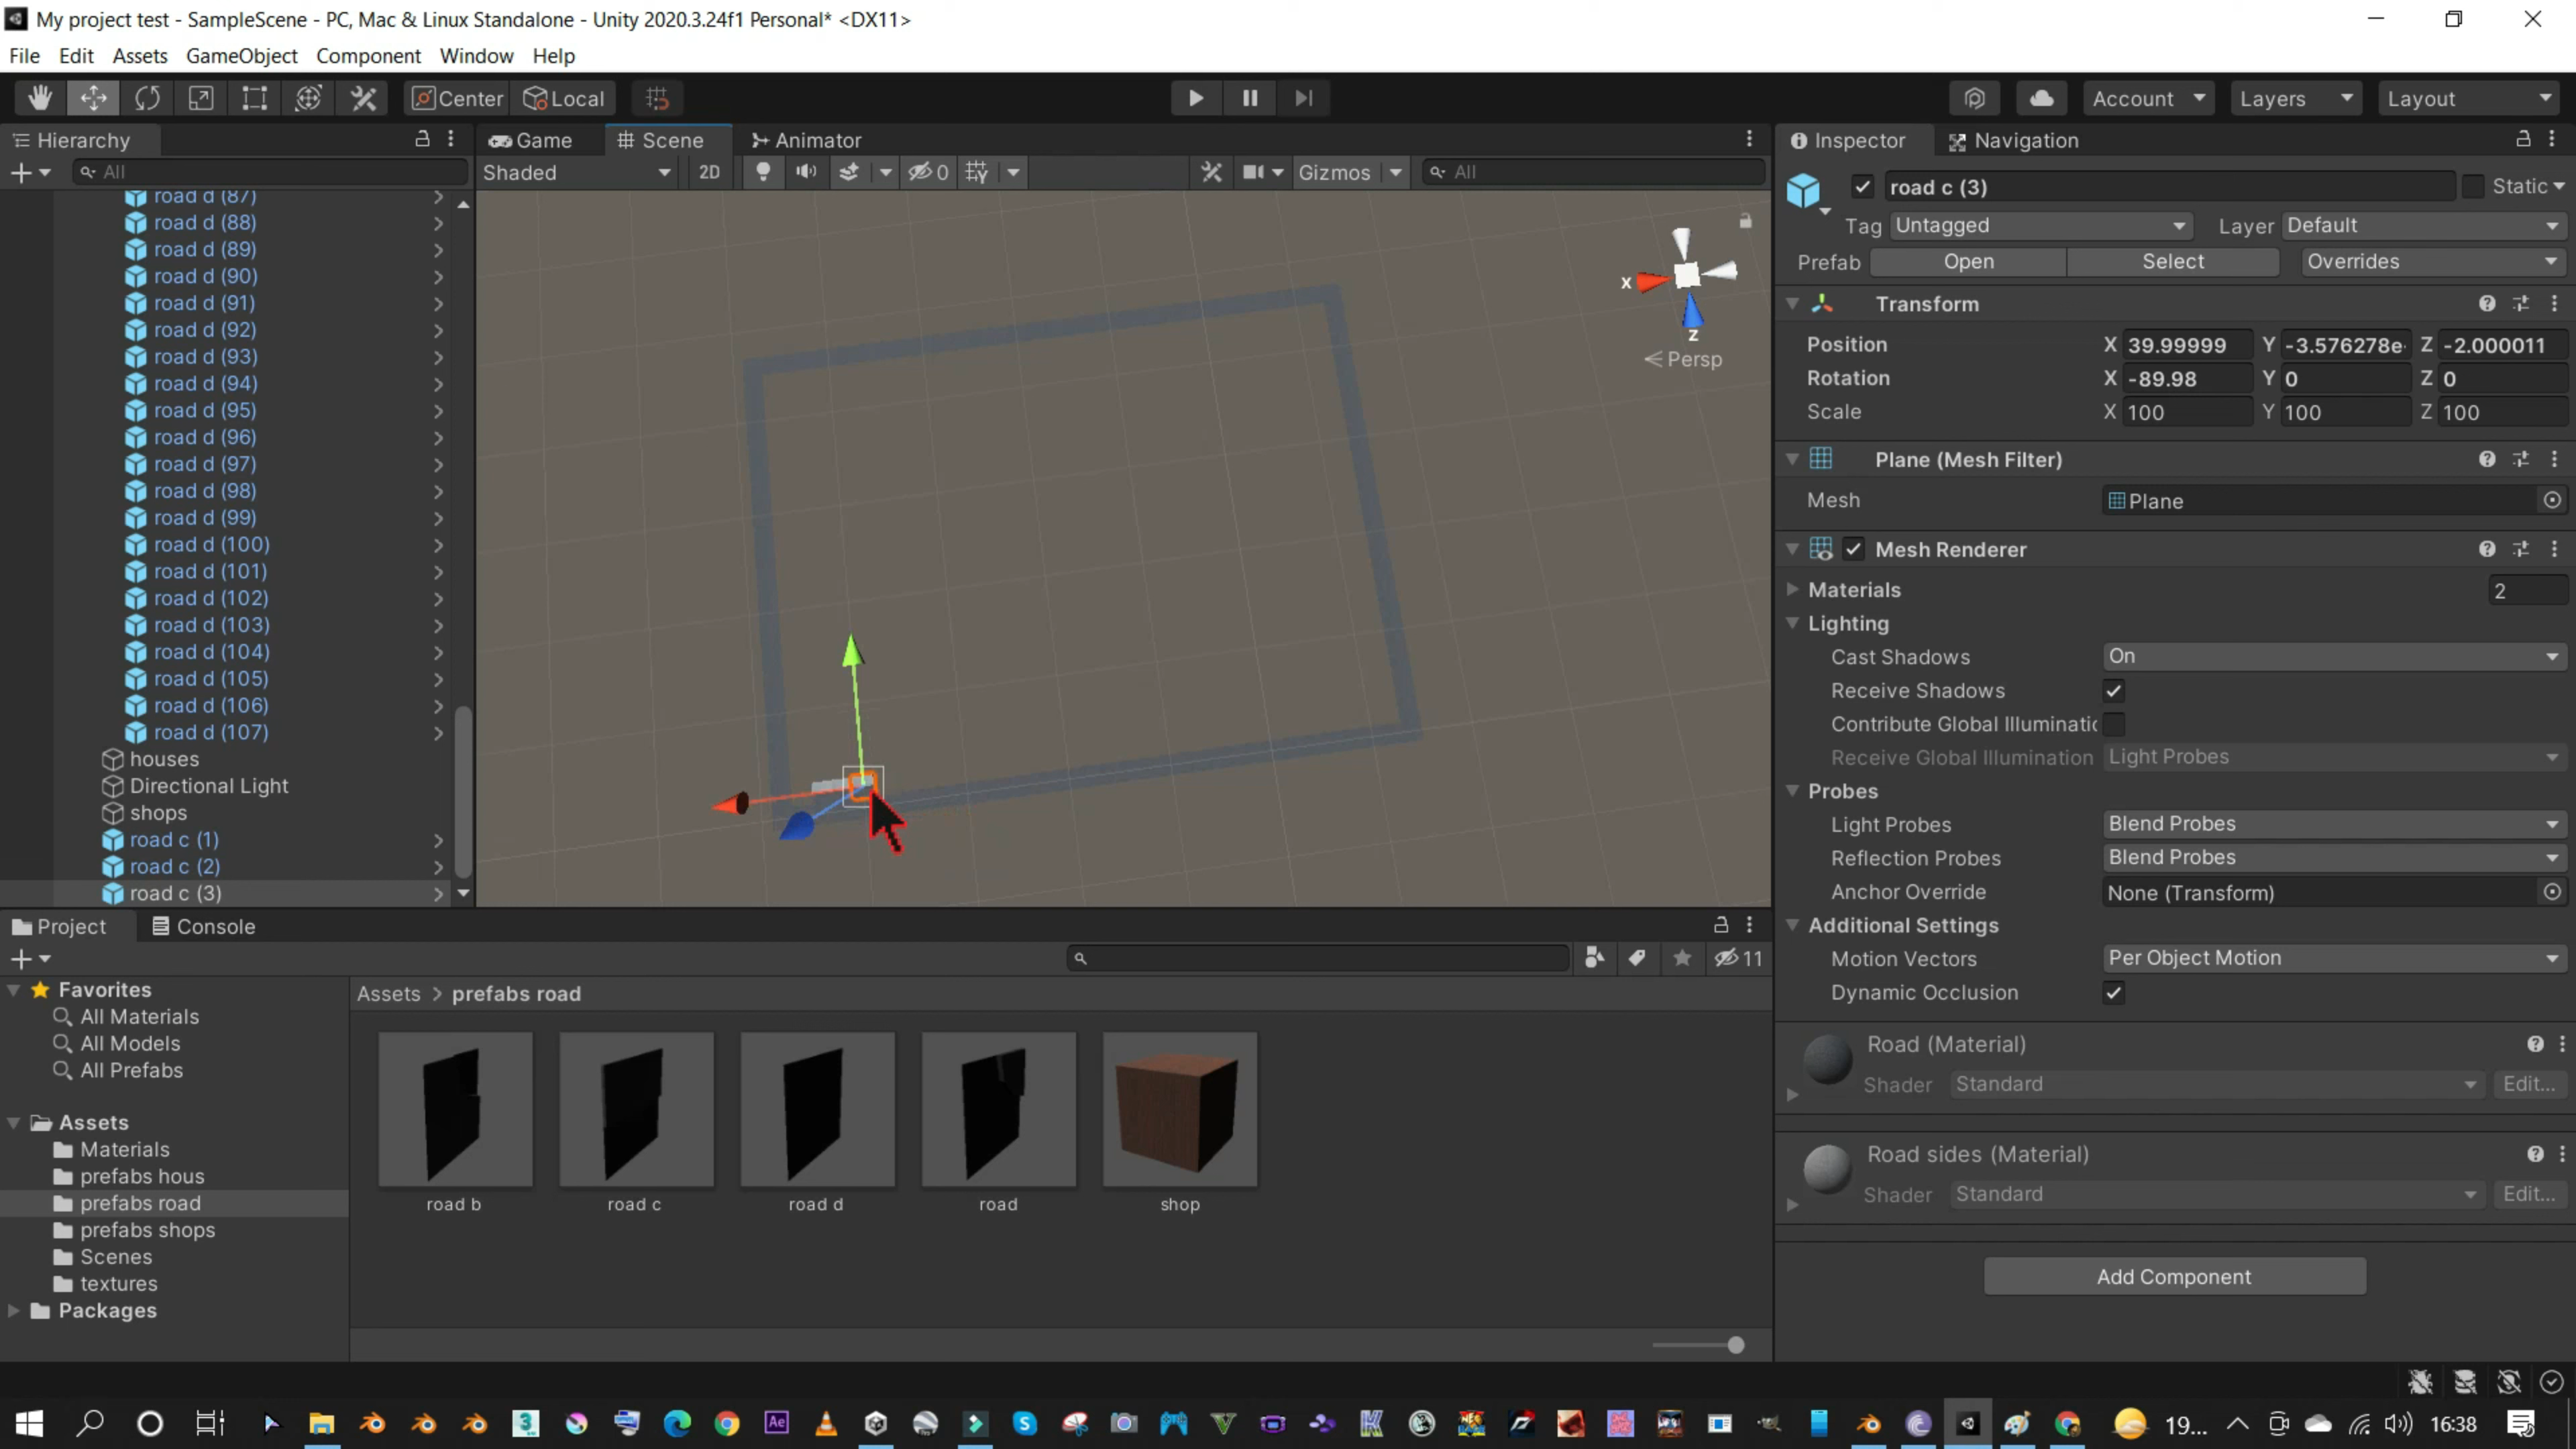 My project test - SampleScene - PC, Mac & Linux Standalone - Unity 2020.3.24f1 Personal* <DX11>
File Edit Assets GameObject Component Window Help
Center Local Account Layers Layout
Hierarchy
All
road d (87)
road d (88)
road d (89)
road d (90)
road d (91)
road d (92)
road d (93)
road d (94)
road d (95)
road d (96)
road d (97)
road d (98)
road d (99)
road d (100)
road d (101)
road d (102)
road d (103)
road d (104)
road d (105)
road d (106)
road d (107)
houses
Directional Light
shops
road c (1)
road c (2)
road c (3)
Game Scene Animator
Shaded 2D 0 Gizmos All
x
z
Persp
Inspector Navigation
road c (3) Static
Tag Untagged Layer Default
Prefab Open Select Overrides
Transform
Position X 39.99999 Y -3.576278e- Z -2.000011
Rotation X -89.98 Y 0 Z 0
Scale X 100 Y 100 Z 100
Plane (Mesh Filter)
Mesh Plane
Mesh Renderer
Materials 2
Lighting
Cast Shadows On
Receive Shadows
Contribute Global Illuminatic
Receive Global Illumination Light Probes
Probes
Light Probes Blend Probes
Reflection Probes Blend Probes
Anchor Override None (Transform)
Additional Settings
Motion Vectors Per Object Motion
Dynamic Occlusion
Road (Material)
Shader Standard Edit...
Road sides (Material)
Shader Standard Edit...
Add Component
Project Console
11
Favorites
All Materials
All Models
All Prefabs
Assets
Materials
prefabs hous
prefabs road
prefabs shops
Scenes
textures
Packages
Assets > prefabs road
road b road c road d road shop
Ae
19... 16:38